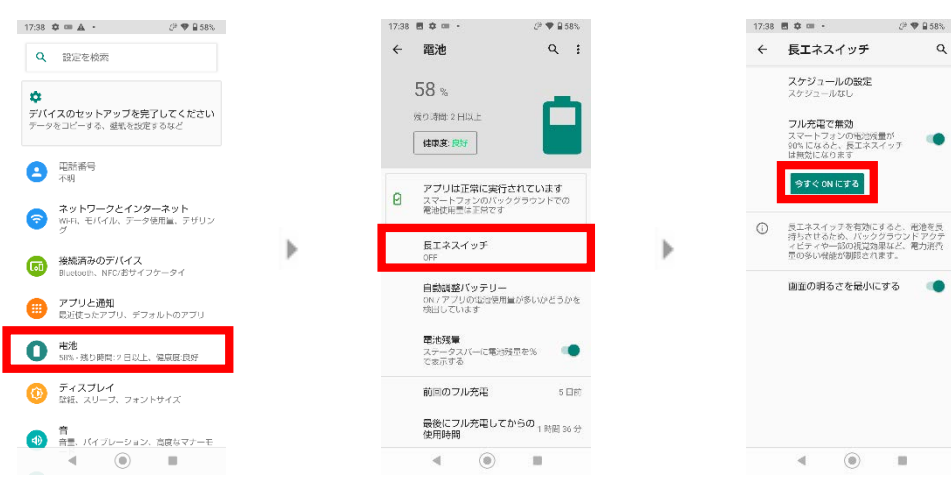 17:38 58%
設定を検索
デバイスのセットアップを完了してください
データをコピーする、壁紙を設定するなど
電話番号
不明
ネットワークとインターネット
Wi-Fi、モバイル、データ使用量、テザリン
グ
接続済みのデバイス
Bluetooth、NFC/おサイフケータイ
アプリと通知
最近使ったアプリ、デフォルトのアプリ
電池
58% - 残り時間: 2 日以上、健康度:良好
ディスプレイ
壁紙、スリープ、フォントサイズ
音
音量、バイブレーション、高度なマナーモ
17:38 58%
電池
58 %
残り時間: 2 日以上
健康度: 良好
アプリは正常に実行されています
スマートフォンのバックグラウンドでの
電池使用量は正常です
長エネスイッチ
OFF
自動調整バッテリー
ON / アプリの電池使用量が多いかどうかを
検出しています
電池残量
ステータスバーに電池残量を%
で表示する
前回のフル充電 5 日前
最後にフル充電してからの
使用時間 1 時間 36 分
17:38 58%
長エネスイッチ
スケジュールの設定
スケジュールなし
フル充電で無効
スマートフォンの電池残量が
90% になると、長エネスイッチ
は無効になります
今すぐ ON にする
長エネスイッチを有効にすると、電池を長
持ちさせるため、バックグラウンド アクテ
ィビティや一部の視覚効果など、電力消費
量の多い機能が制限されます。
画面の明るさを最小にする